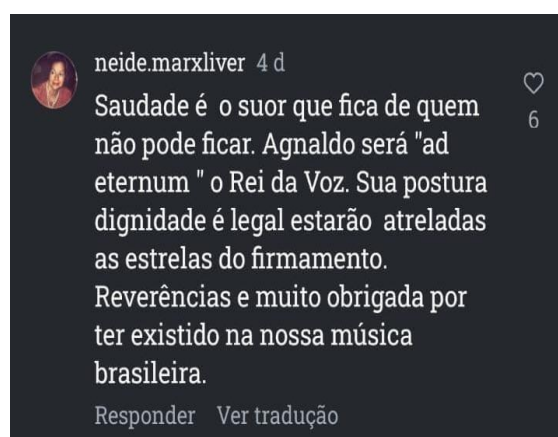 neide.marxliver 4 d
Saudade é o suor que fica de quem
não pode ficar. Agnaldo será "ad
eternum " o Rei da Voz. Sua postura
dignidade é legal estarão atreladas
as estrelas do firmamento.
Reverências e muito obrigada por
ter existido na nossa música
brasileira.
6
Responder Ver tradução